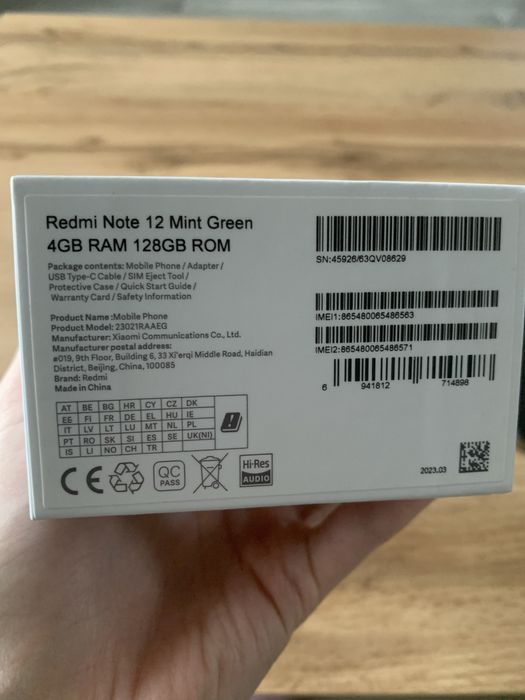 Redmi Note 12 Mint Green
4GB RAM 128GB ROM
Package contents: Mobile Phone / Adapter /
USB Type-C Cable / SIM Eject Tool /
Protective Case / Quick Start Guide /
Warranty Card / Safety Information
Product Name :Mobile Phone
Product Model: 23021RAAEG
Manufacturer: Xiaomi Communications Co., Ltd.
Manufacturer postal address:
#019, 9th Floor, Building 6, 33 Xi'erqi Middle Road, Haidian
District, Beijing, China, 100085
Brand: Redmi
Made in China
AT BE BG HR CY CZ DK
EE FI FR DE EL HU IE
IT LV LT LU MT NL PL
PT RO SK SI ES SE UK(NI)
IS LI NO CH TR
CE
QC
PASS
Hi-Res
AUDIO
SN:45926/63QV08629
IMEI1:865480065486563
IMEI2:865480065486571
6 941812 714898
2023.03